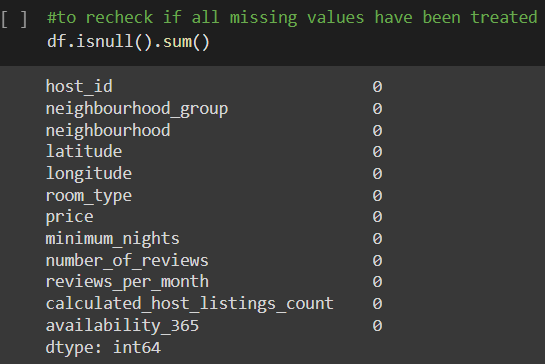 [ ] #to recheck if all missing values have been treated
df.isnull().sum()
host_id 0
neighbourhood_group 0
neighbourhood 0
latitude 0
longitude 0
room_type 0
price 0
minimum_nights 0
number_of_reviews 0
reviews_per_month 0
calculated_host_listings_count 0
availability_365 0
dtype: int64